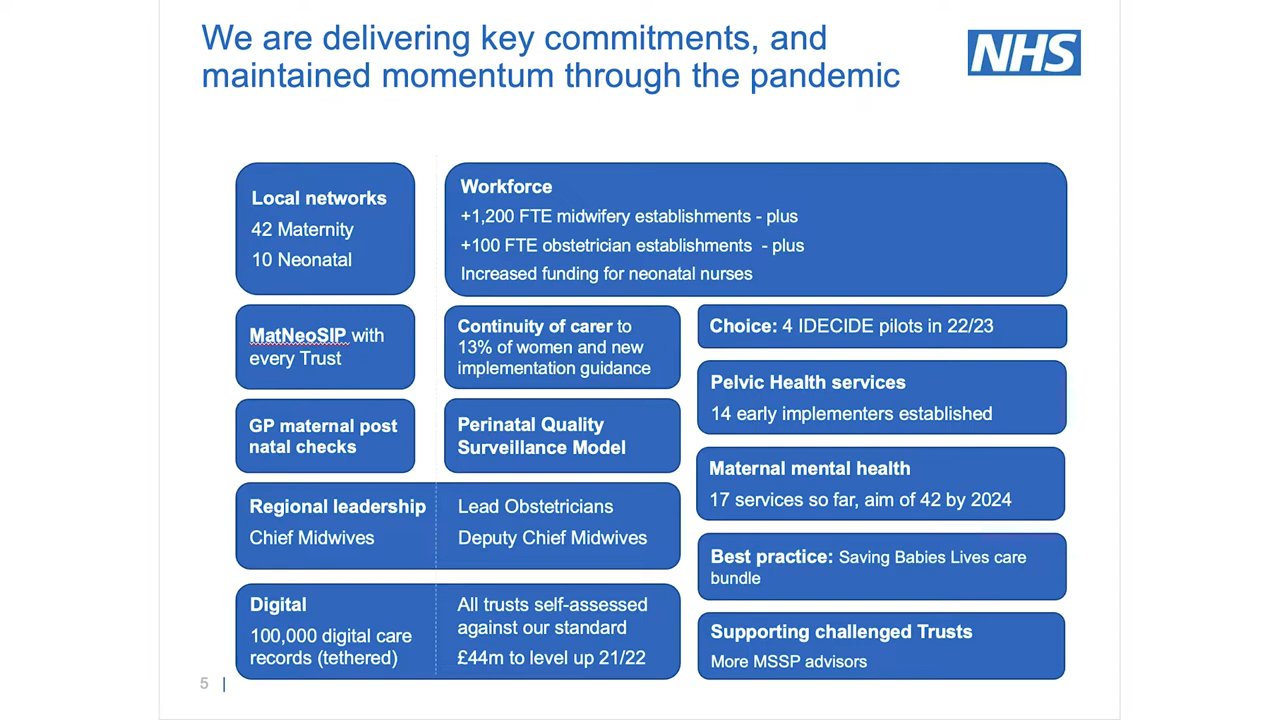 We are delivering key commitments, and
maintained momentum through the pandemic
NHS
Local networks
42 Maternity
10 Neonatal
Workforce
+1,200 FTE midwifery establishments - plus
+100 FTE obstetrician establishments - plus
Increased funding for neonatal nurses
MatNeoSIP with
every Trust
Continuity of carer to
13% of women and new
implementation guidance
Choice: 4 IDECIDE pilots in 22/23
Pelvic Health services
14 early implementers established
GP maternal post
natal checks
Perinatal Quality
Surveillance Model
Maternal mental health
17 services so far, aim of 42 by 2024
Regional leadership
Chief Midwives
Lead Obstetricians
Deputy Chief Midwives
Best practice: Saving Babies Lives care
bundle
Digital
100,000 digital care
records (tethered)
All trusts self-assessed
against our standard
£44m to level up 21/22
Supporting challenged Trusts
More MSSP advisors
5 |